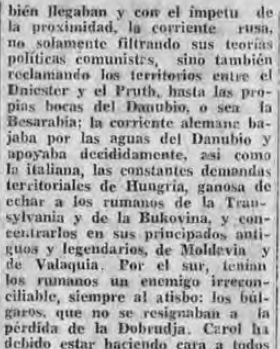 bién llegaban y con el ímpetu de
la proximidad, la corriente rusa,
no solamente filtrando sus teorías
políticas comunistas, sino también
reclamando los territorios entre el
Dniester y el Pruth, hasta las pro-
pias bocas del Danubio, o sea la
Besarabia; la corriente alemana ba-
jaba por las aguas del Danubio y
apoyaba decididamente, así como
la italiana, las constantes demandas
territoriales de Hungría, ganosa de
echar a los rumanos de la Tran-
sylvania y de la Bukovina, y con-
centrarlos en sus principados anti-
guos y legendarios, de Moldavia y
de Valaquia. Por el sur, tenían
los rumanos un enemigo irrecon-
ciliable, siempre al atisbo: los búl-
garos, que no se resignaban a la
pérdida de la Dobrudja. Carol ha
debido estar haciendo cara a todos